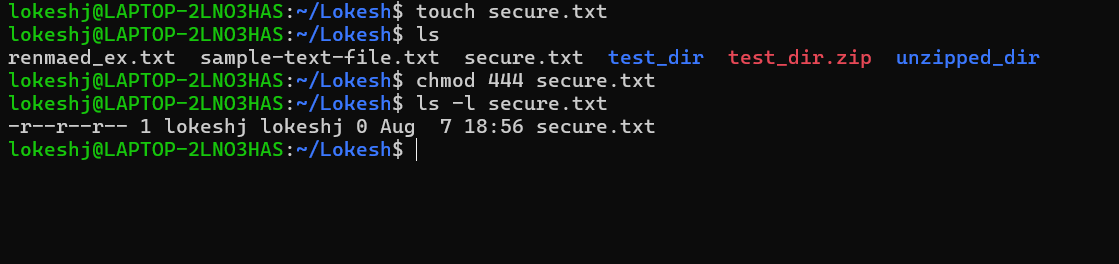 lokeshj@LAPTOP-2LNO3HAS:~/Lokesh$ touch secure.txt
lokeshj@LAPTOP-2LNO3HAS:~/Lokesh$ ls
renmaed_ex.txt  sample-text-file.txt  secure.txt  test_dir  test_dir.zip  unzipped_dir
lokeshj@LAPTOP-2LNO3HAS:~/Lokesh$ chmod 444 secure.txt
lokeshj@LAPTOP-2LNO3HAS:~/Lokesh$ ls -l secure.txt
-r--r--r-- 1 lokeshj lokeshj 0 Aug  7 18:56 secure.txt
lokeshj@LAPTOP-2LNO3HAS:~/Lokesh$